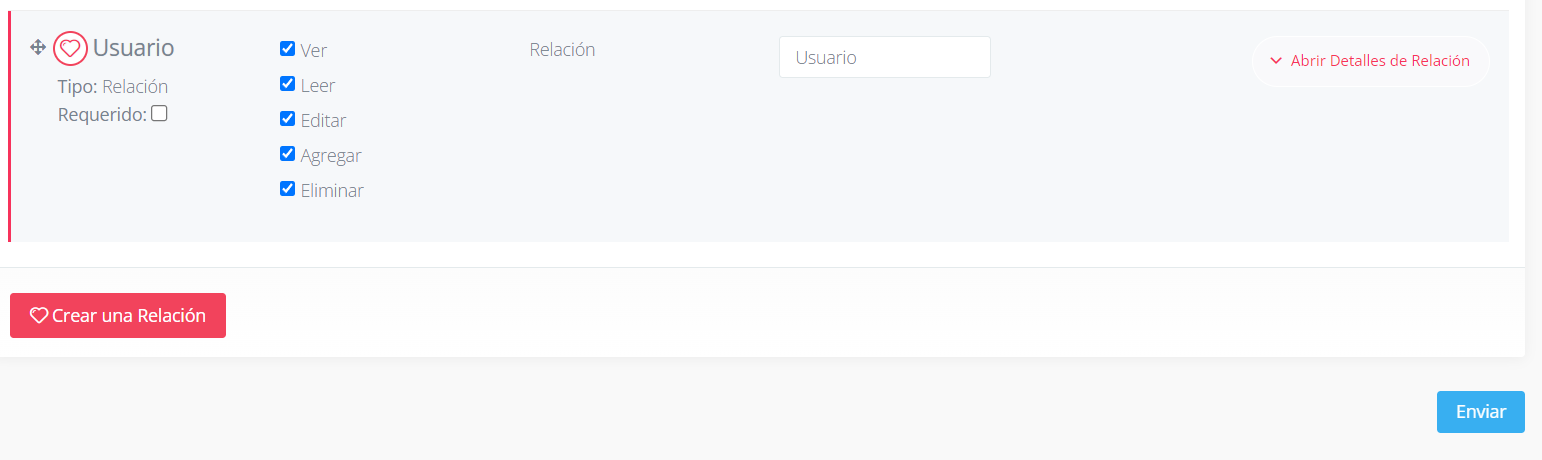 Usuario
Tipo: Relación
Requerido:
Ver
Leer
Editar
Agregar
Eliminar
Relación
Usuario
Abrir Detalles de Relación
Crear una Relación
Enviar